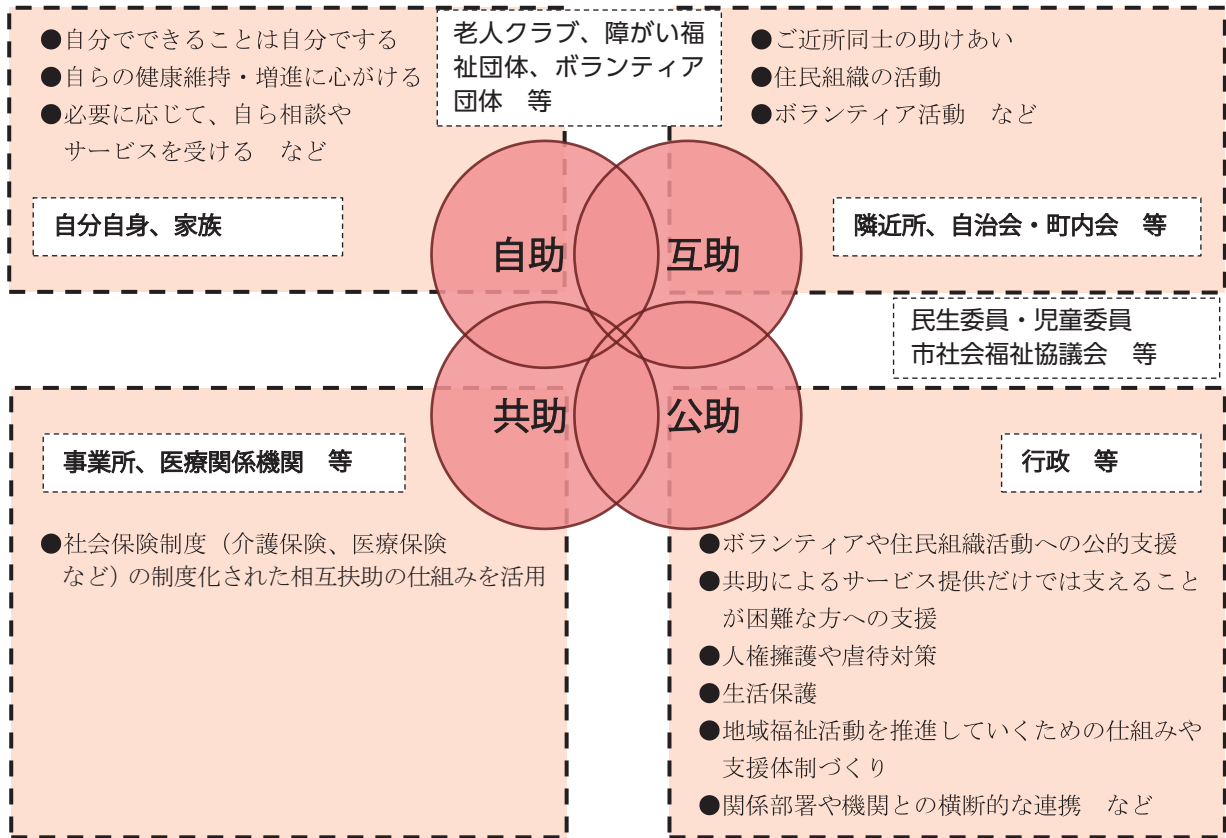 ●自分でできることは自分でする
●自らの健康維持・増進に心がける
●必要に応じて、自ら相談や
サービスを受ける　など
自分自身、家族
老人クラブ、障がい福
祉団体、ボランティア
団体　等
●ご近所同士の助けあい
●住民組織の活動
●ボランティア活動　など
隣近所、自治会・町内会　等
自助
互助
民生委員・児童委員
市社会福祉協議会　等
共助
公助
事業所、医療関係機関　等
●社会保険制度（介護保険、医療保険
など）の制度化された相互扶助の仕組みを活用
行政　等
●ボランティアや住民組織活動への公的支援
●共助によるサービス提供だけでは支えること
が困難な方への支援
●人権擁護や虐待対策
●生活保護
●地域福祉活動を推進していくための仕組みや
支援体制づくり
●関係部署や機関との横断的な連携　など